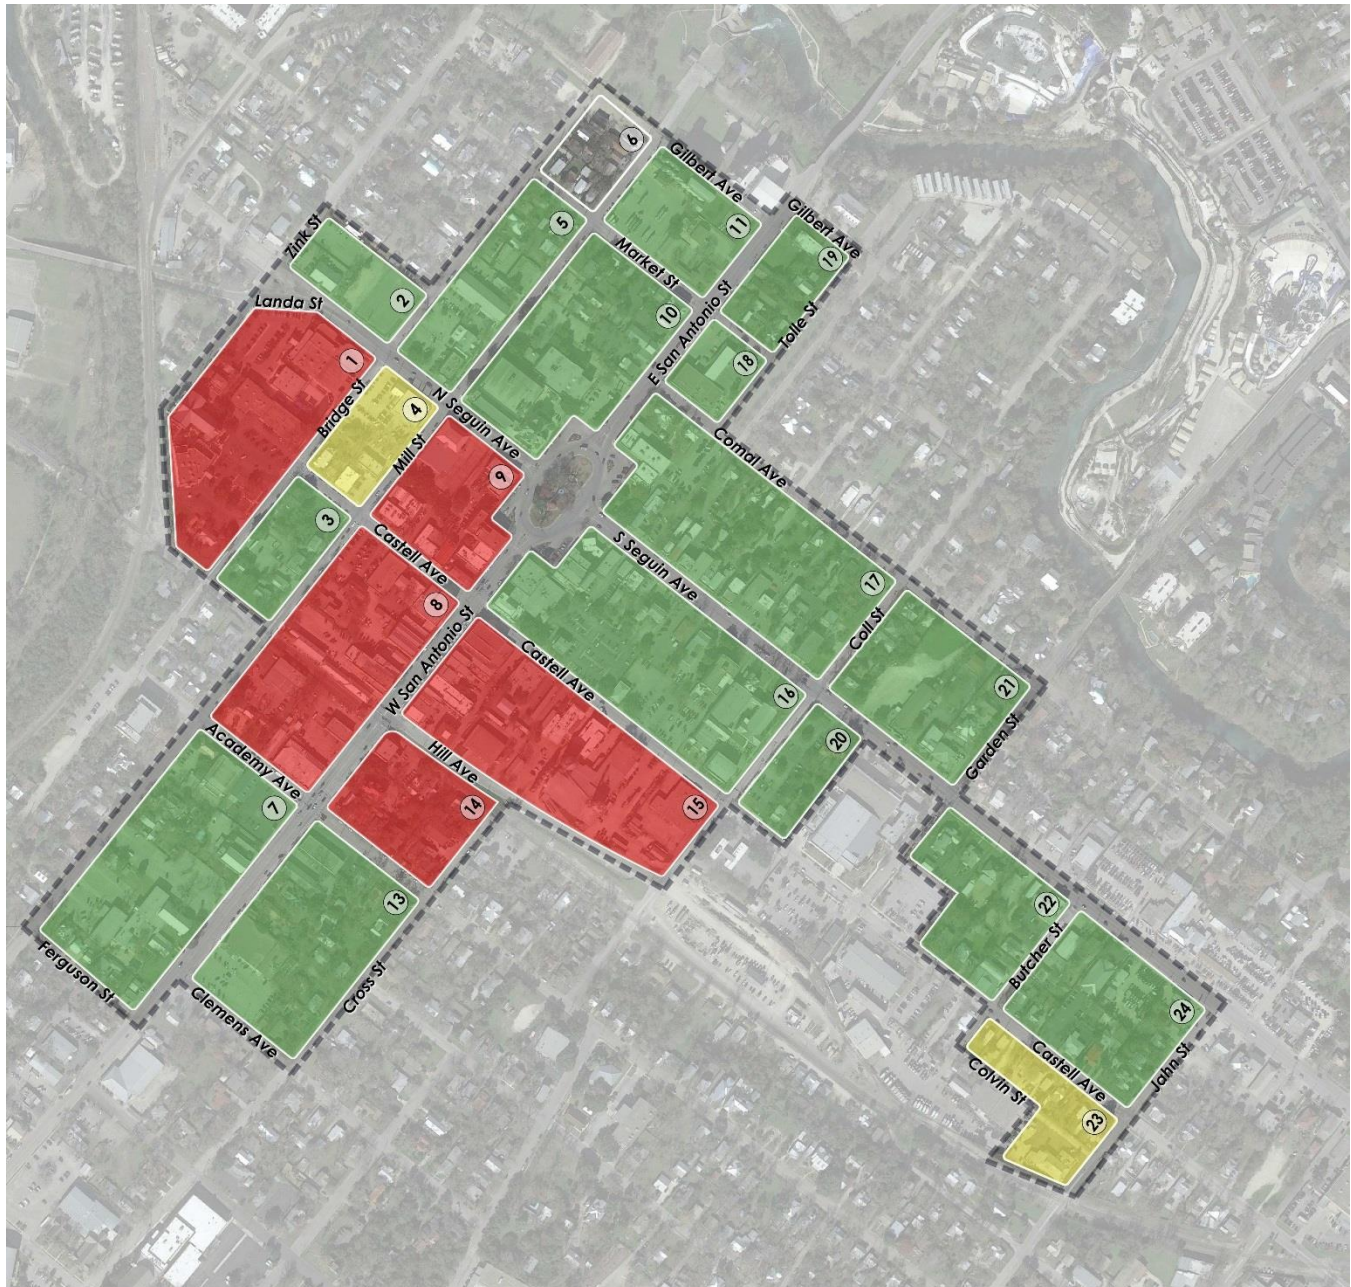 6
Gilbert Ave
11
Gilbert Ave
19
5
Zink St
Market St
2
10
Landa St
E San Antonio St
Tolle St
18
1
Bridge St
4
N Seguin Ave
Mill St
Comal Ave
9
3
Castell Ave
S Seguin Ave
17
8
Coll St
W San Antonio St
Castell Ave
16
21
Academy Ave
Hill Ave
20
Garden St
7
14
15
13
22
Butcher St
Ferguson St
Cross St
Clemens Ave
24
Castell Ave
Jahn St
Colvin St
23